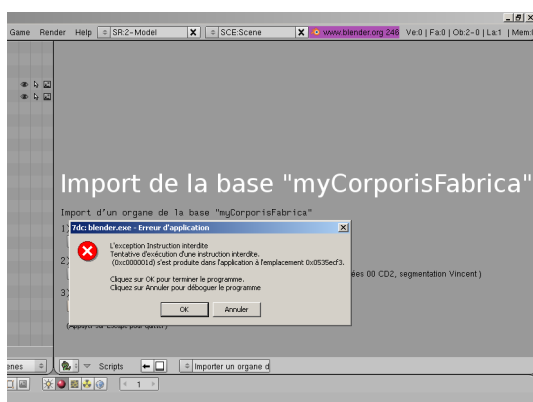 Game Render Help SR:2-Model X SCE:Scene X www.blender.org 246 Ve:0 | Fa:0 | Ob:2-0 | La:1 | Mem:
Import de la base "myCorporisFabrica"
Import d'un organe de la base "myCorporisFabrica"
1)
7dc: blender.exe - Erreur d'application
L'exception Instruction interdite
Tentative d'exécution d'une instruction interdite.
(0xc000001d) s'est produite dans l'application à l'emplacement 0x0535ecf3.
2)
ées 00 CD2, segmentation Vincent)
Cliquez sur OK pour terminer le programme.
Cliquez sur Annuler pour déboguer le programme
3)
OK Annuler
(Appuyer sur Escape pour quitter)
enes Scripts Importer un organe d
1